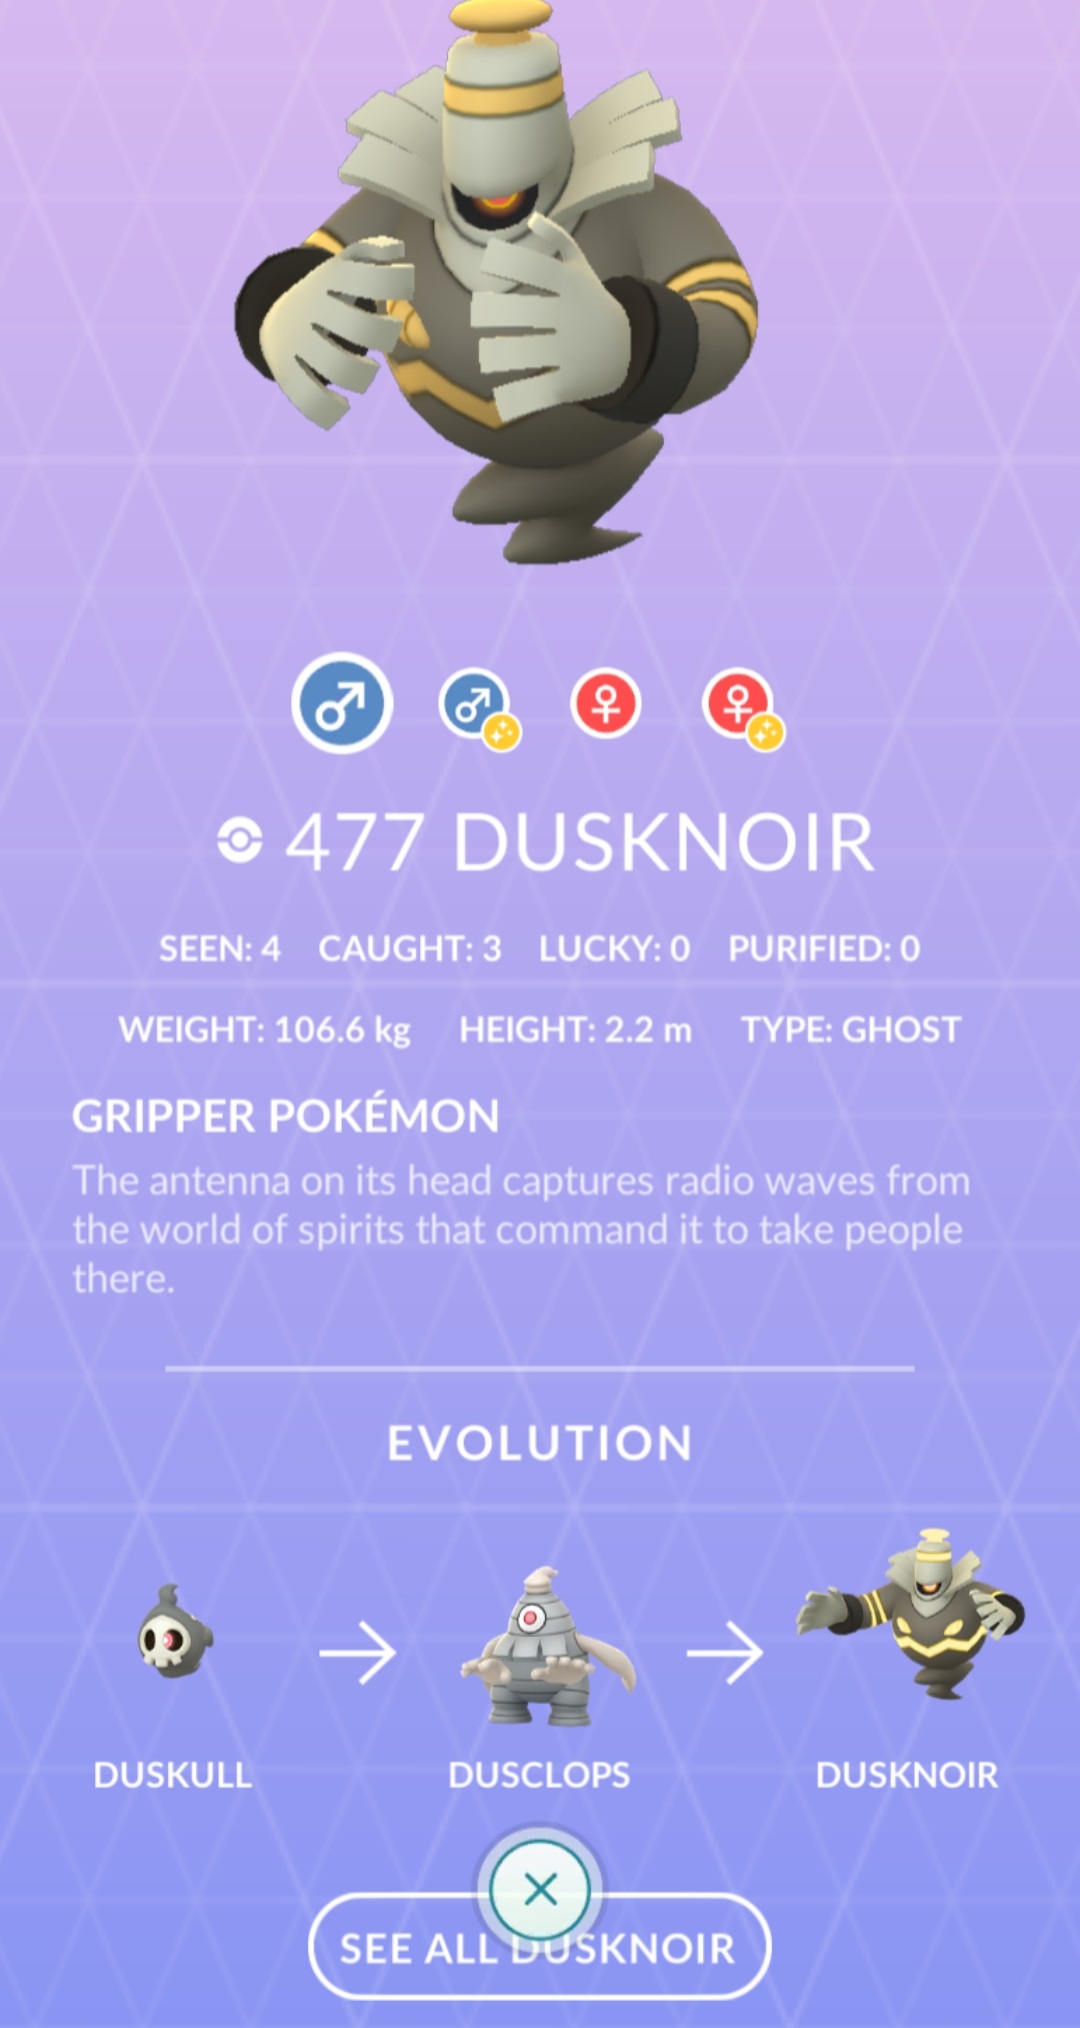 477 DUSKNOIR
SEEN: 4 CAUGHT: 3 LUCKY: 0 PURIFIED: 0
WEIGHT: 106.6 kg HEIGHT: 2.2 m TYPE: GHOST
GRIPPER POKÉMON
The antenna on its head captures radio waves from
the world of spirits that command it to take people
there.
EVOLUTION
DUSKULL DUSCLOPS DUSKNOIR
SEE ALL DUSKNOIR